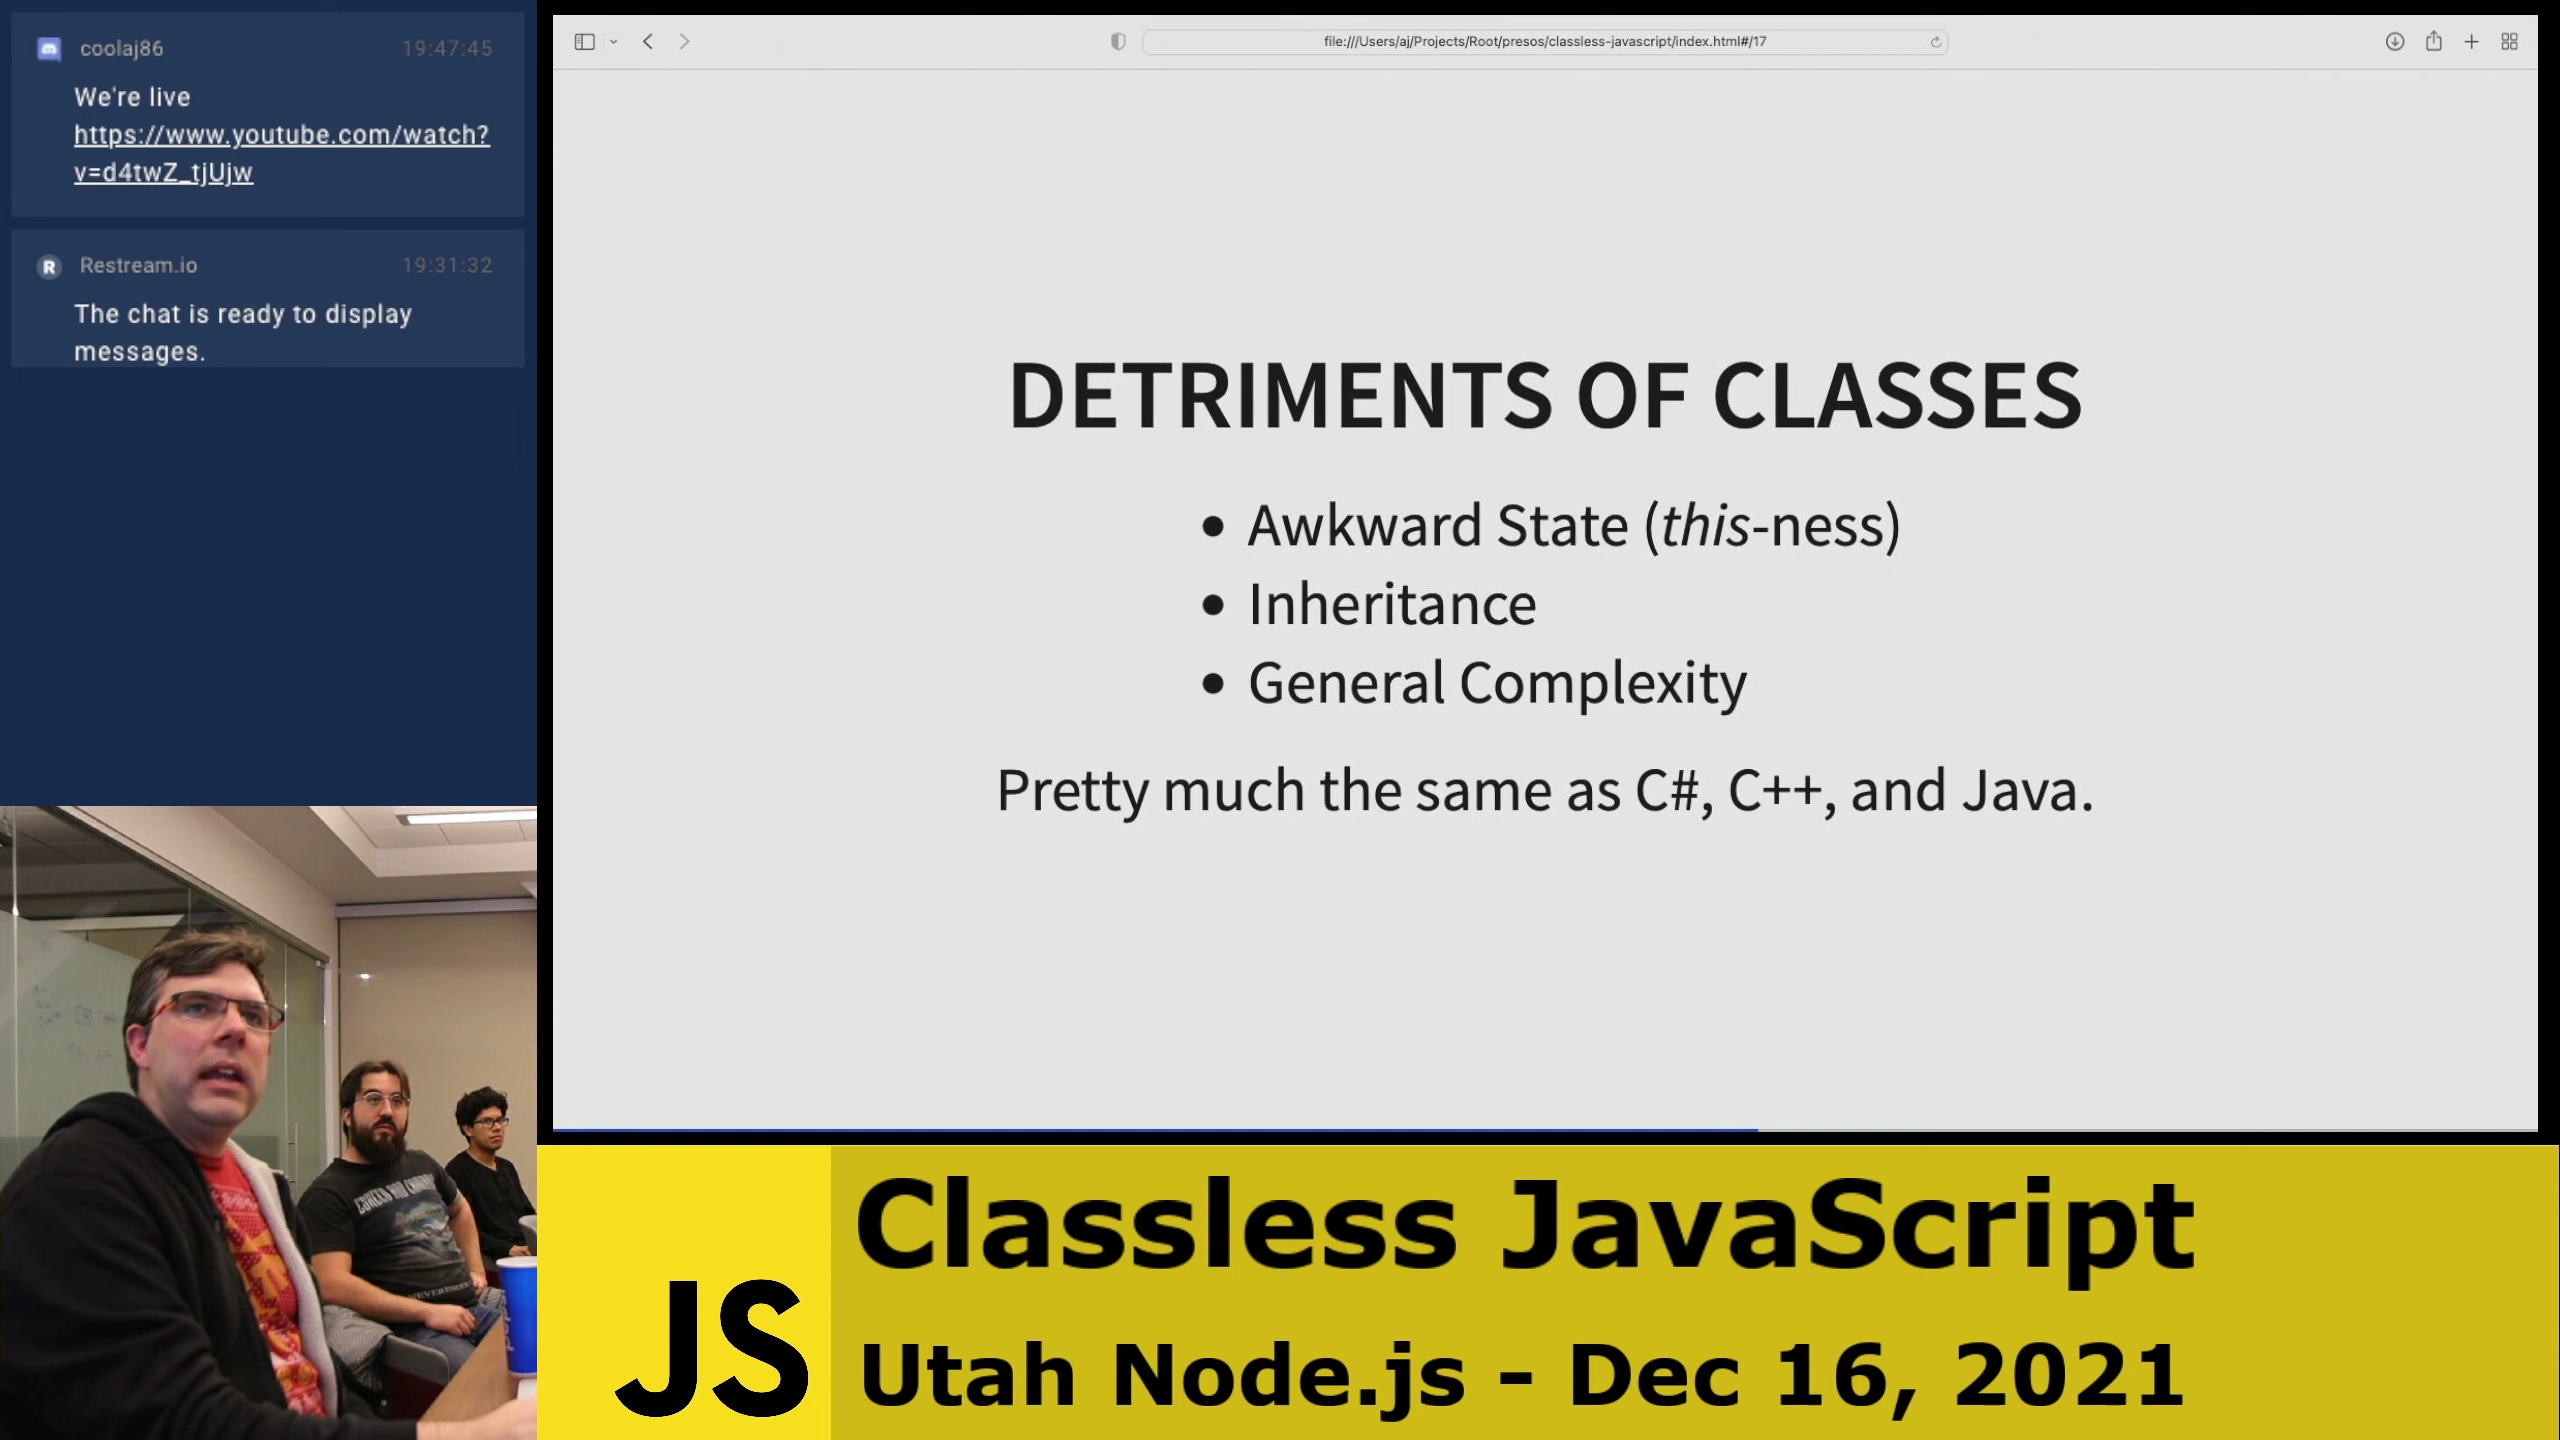 coolaj86 19:47:45
We're live
https://www.youtube.com/watch?
v=d4twZ_tjUjw
R Restream.io 19:31:32
The chat is ready to display
messages.
file:///Users/aj/Projects/Root/presos/classless-javascript/index.html#/17
DETRIMENTS OF CLASSES
• Awkward State (this-ness)
• Inheritance
• General Complexity
Pretty much the same as C#, C++, and Java.
JS
Classless JavaScript
Utah Node.js - Dec 16, 2021